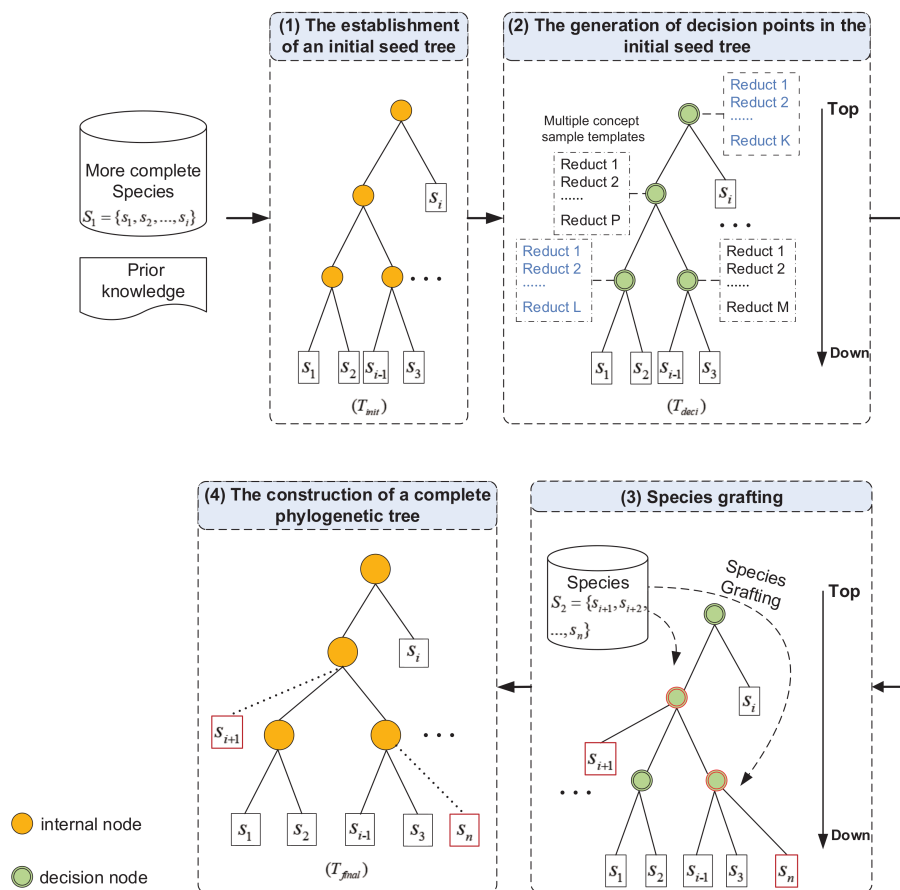 (1) The establishment
of an initial seed tree
(2) The generation of decision points in the
initial seed tree
More complete
Species
S₁ = {s₁, s₂, ..., sᵢ}
Prior
knowledge
sᵢ
...
s₁ s₂ sᵢ₋₁ s₃
(T_init)
Multiple concept
sample templates
Reduct 1
Reduct 2
......
Reduct K
Reduct 1
Reduct 2
......
Reduct P
sᵢ
...
Reduct 1
Reduct 2
......
Reduct L
Reduct 1
Reduct 2
......
Reduct M
s₁ s₂ sᵢ₋₁ s₃
(T_deci)
Top
Down
(4) The construction of a complete
phylogenetic tree
sᵢ
sᵢ₊₁
...
s₁ s₂ sᵢ₋₁ s₃ sₙ
(T_final)
(3) Species grafting
Species
S₂ = {sᵢ₊₁, sᵢ₊₂,
..., sₙ}
Species
Grafting
sᵢ
sᵢ₊₁
...
s₁ s₂ sᵢ₋₁ s₃ sₙ
Top
Down
internal node
decision node